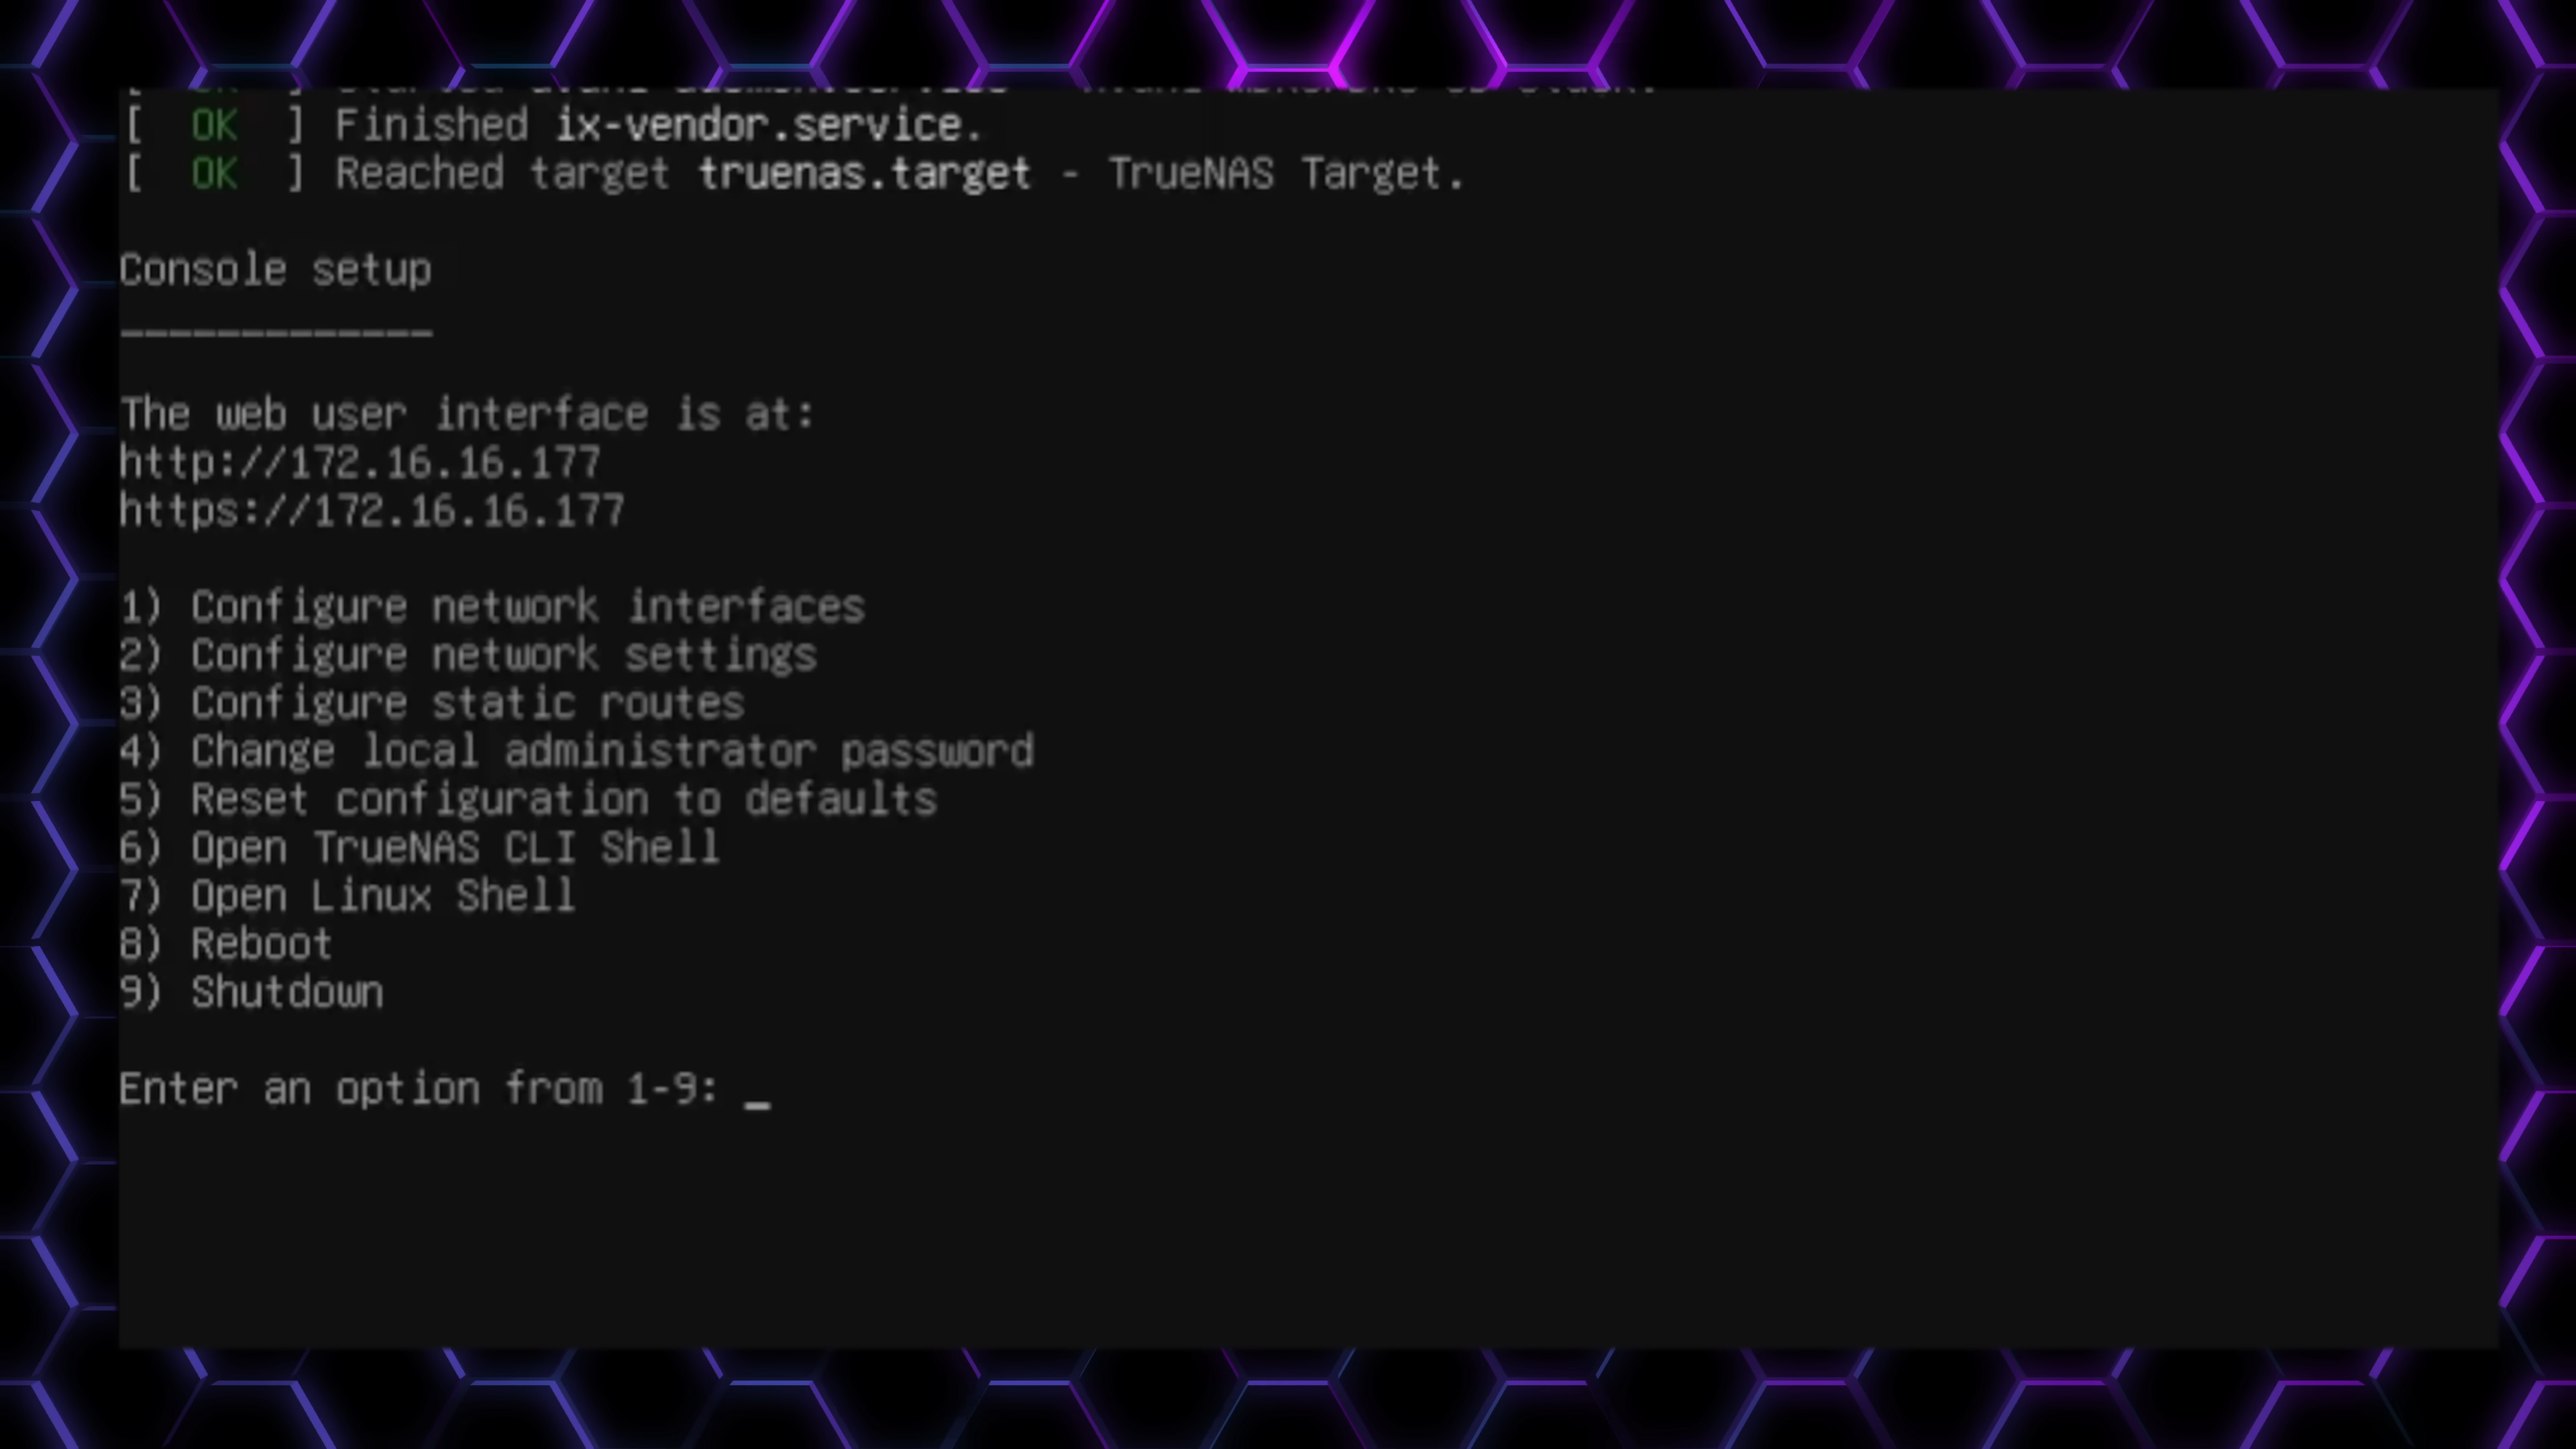 [  OK  ] Finished ix-vendor.service.
[  OK  ] Reached target truenas.target - TrueNAS Target.
Console setup
-------------
The web user interface is at:
http://172.16.16.177
https://172.16.16.177
1) Configure network interfaces
2) Configure network settings
3) Configure static routes
4) Change local administrator password
5) Reset configuration to defaults
6) Open TrueNAS CLI Shell
7) Open Linux Shell
8) Reboot
9) Shutdown
Enter an option from 1-9: _